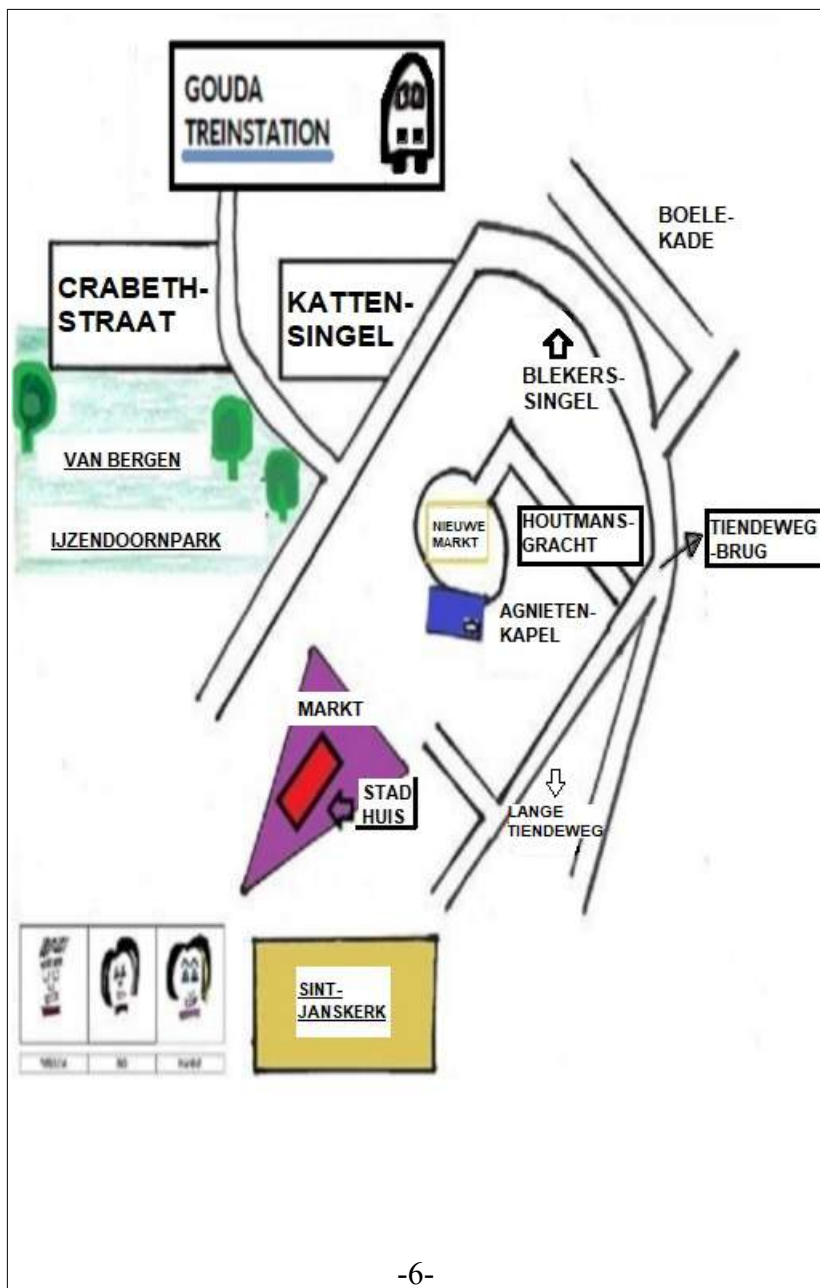 GOUDA
TREINSTATION
BOELE-
KADE
CRABETH-
STRAAT
KATTEN-
SINGEL
BLEKERS-
SINGEL
VAN BERGEN
IJZENDOORNPARK
NIEUWE
MARKT
HOUTMANS-
GRACHT
TIENDEWEG
-BRUG
AGNIETEN-
KAPEL
MARKT
STAD
HUIS
LANGE
TIENDEWEG
SINT-
JANSKERK
-6-